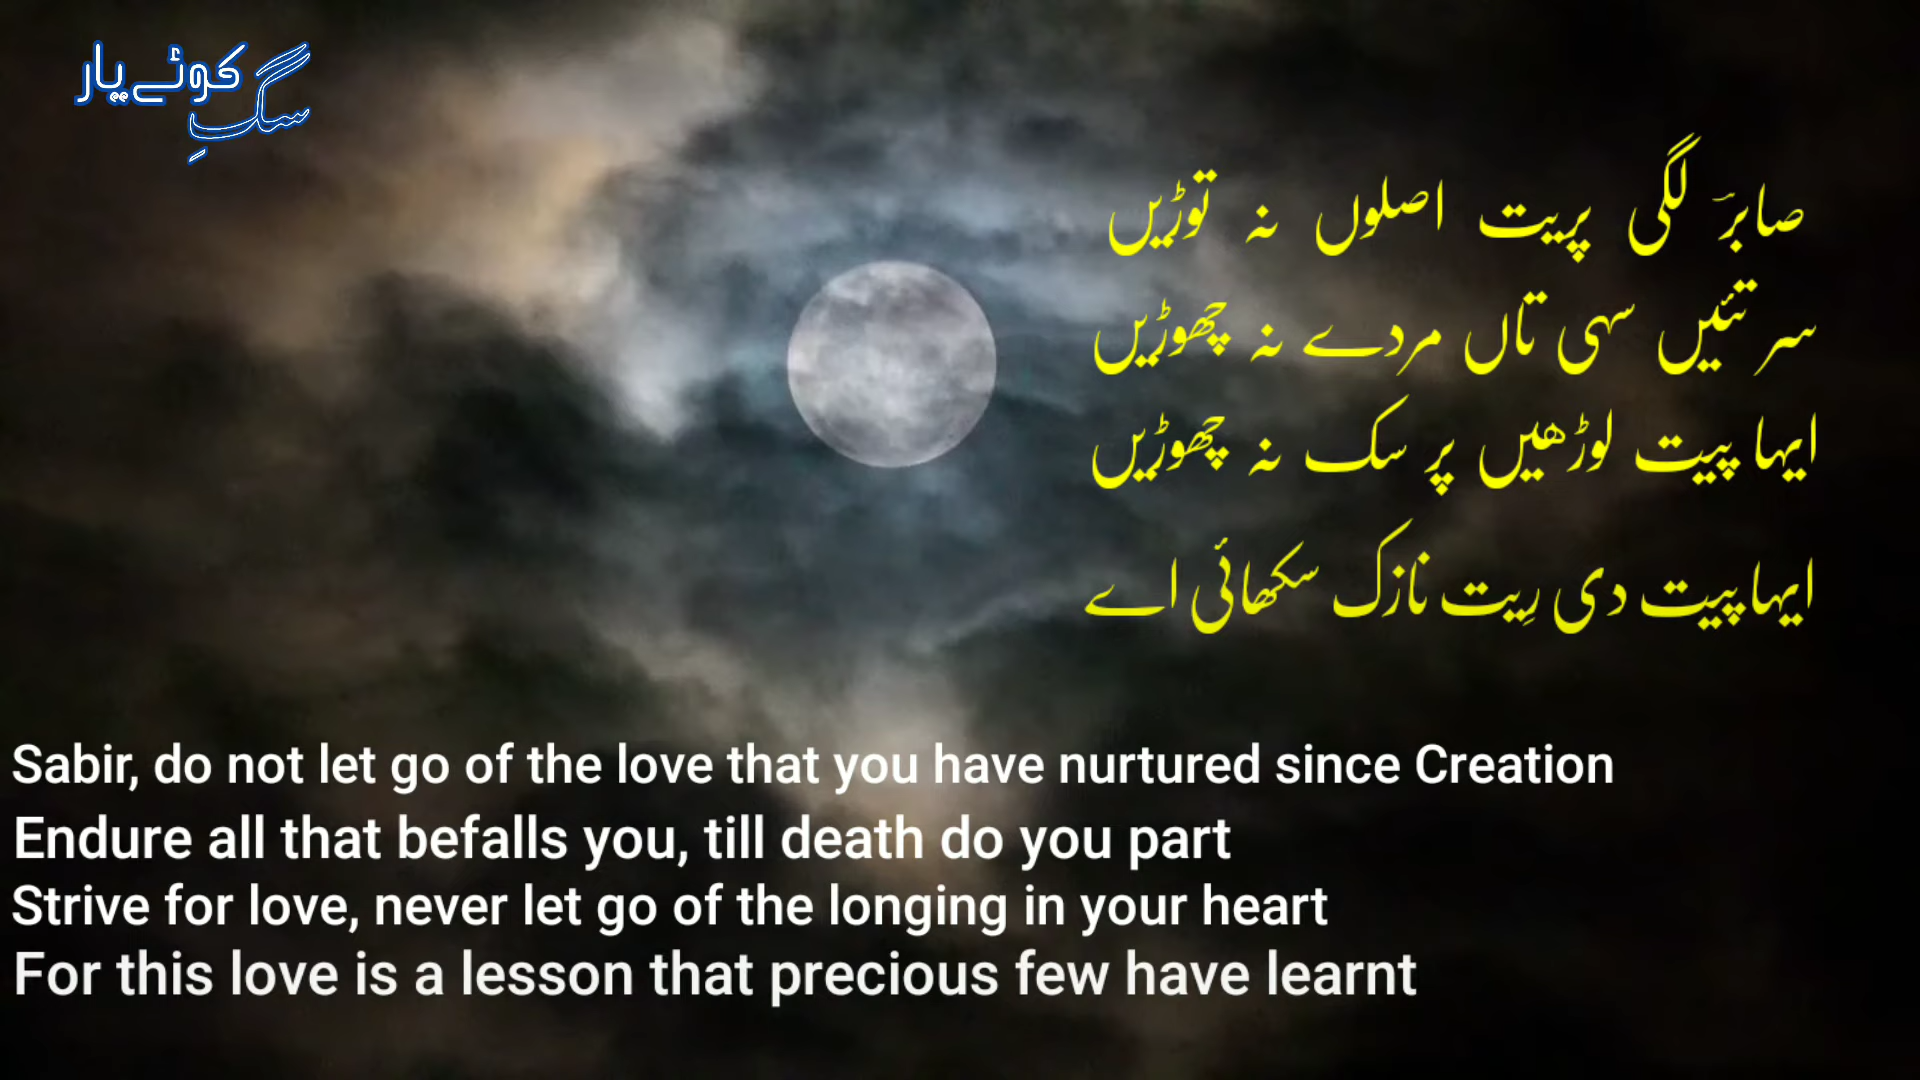 سگِ کوئے یار
صابرؔ لگی پریت اصلوں نہ توڑیں
سر تئیں سہی تاں مردے نہ چھوڑیں
ایہا پیت لوڑھیں پر سک نہ چھوڑیں
ایہا پیت دی رِیت نازک سکھائی اے
Sabir, do not let go of the love that you have nurtured since Creation
Endure all that befalls you, till death do you part
Strive for love, never let go of the longing in your heart
For this love is a lesson that precious few have learnt